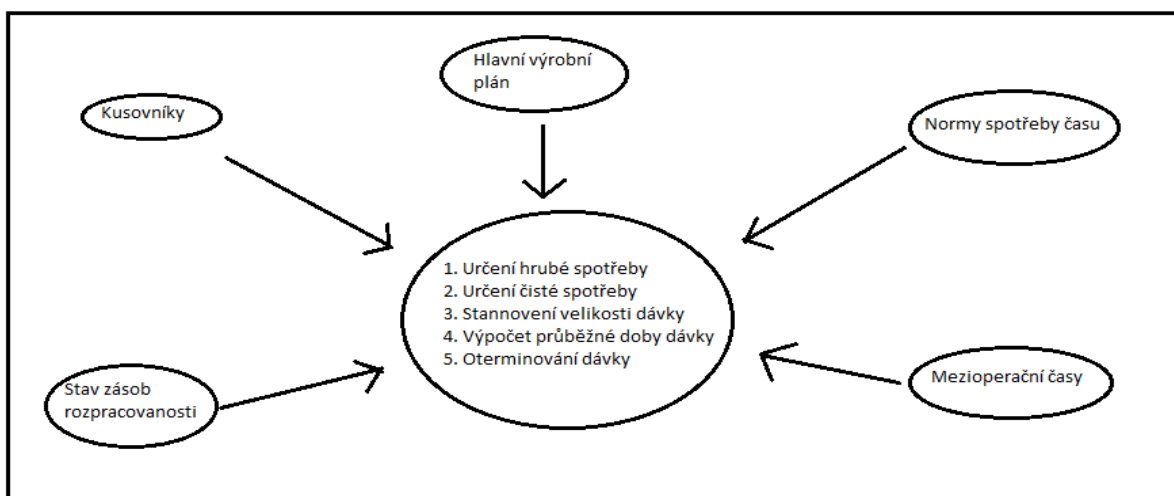 Hlavní výrobní
plán
Kusovníky
Normy spotřeby času
1. Určení hrubé spotřeby
2. Určení čisté spotřeby
3. Stannovení velikosti dávky
4. Výpočet průběžné doby dávky
5. Oterminování dávky
Stav zásob
rozpracovanosti
Mezioperační časy